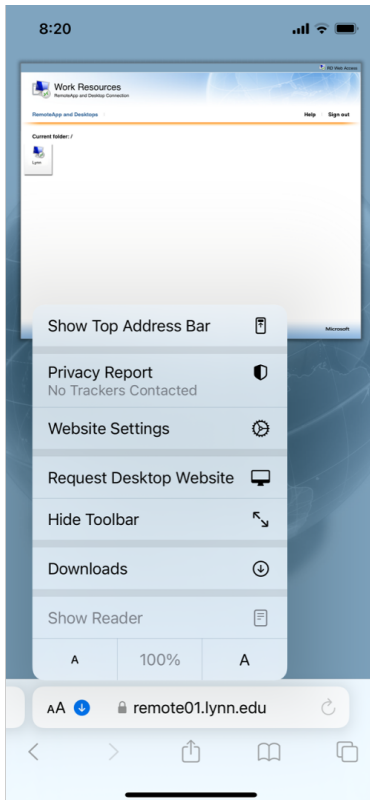 8:20
RD Web Access
Work Resources
RemoteApp and Desktop Connection
RemoteApp and Desktops
Help Sign out
Current folder: /
Lynn
Microsoft
Show Top Address Bar
Privacy Report
No Trackers Contacted
Website Settings
Request Desktop Website
Hide Toolbar
Downloads
Show Reader
A 100% A
AA remote01.lynn.edu